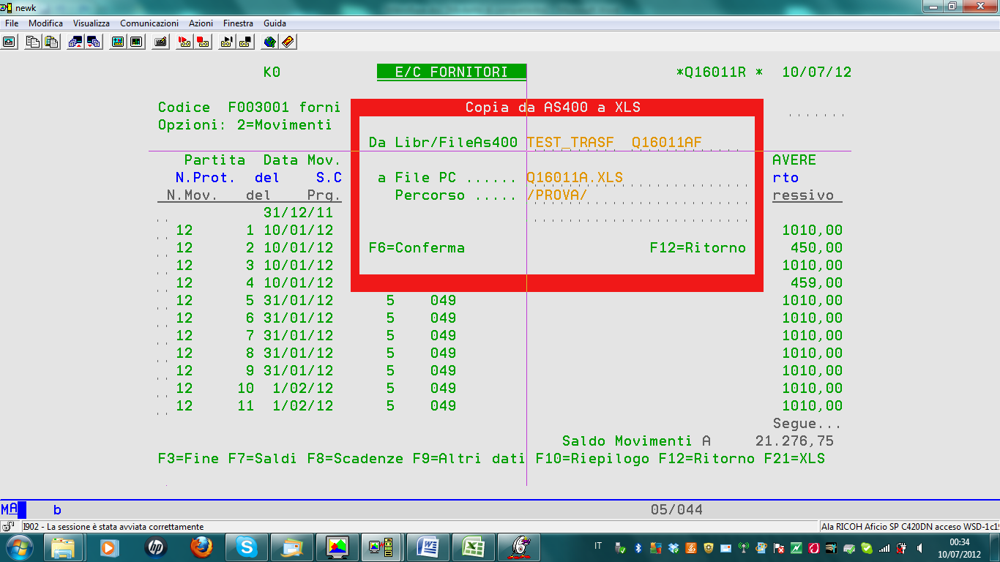 newk
File Modifica Visualizza Comunicazioni Azioni Finestra Guida
K0 E/C FORNITORI *Q16011R * 10/07/12
Codice F003001 forni
Opzioni: 2=Movimenti
Copia da AS400 a XLS
Da Libr/FileAs400 TEST_TRASF Q16011AF
a File PC ...... Q16011A.XLS
Percorso ..... /PROVA/
F6=Conferma F12=Ritorno
Partita Data Mov. AVERE
N.Prot. del S.C rto
N.Mov. del Prg. ressivo
31/12/11
12 1 10/01/12 1010,00
12 2 10/01/12 450,00
12 3 10/01/12 1010,00
12 4 10/01/12 459,00
12 5 31/01/12 5 049 1010,00
12 6 31/01/12 5 049 1010,00
12 7 31/01/12 5 049 1010,00
12 8 31/01/12 5 049 1010,00
12 9 31/01/12 5 049 1010,00
12 10 1/02/12 5 049 1010,00
12 11 1/02/12 5 049 1010,00
Segue...
Saldo Movimenti A 21.276,75
F3=Fine F7=Saldi F8=Scadenze F9=Altri dati F10=Riepilogo F12=Ritorno F21=XLS
MA b 05/044
I902 - La sessione è stata avviata correttamente
Ala RICOH Aficio SP C420DN acceso WSD-1c19
IT
00:34
10/07/2012